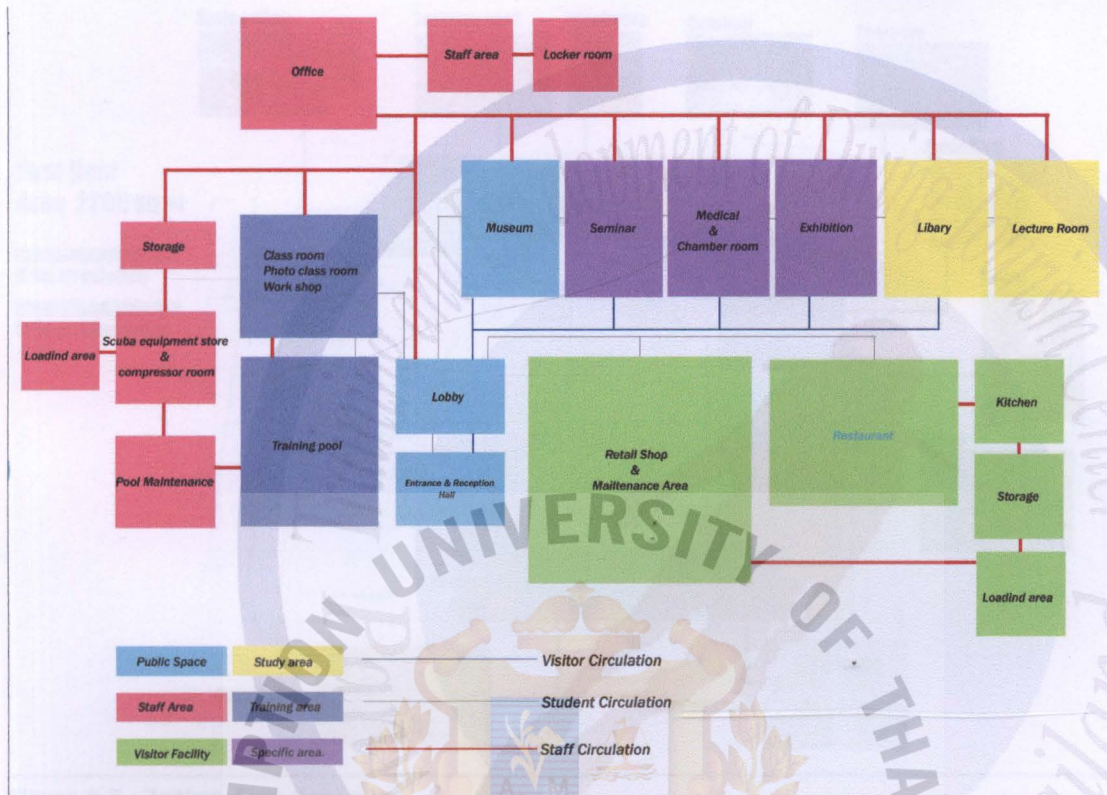 Office
Staff area
Locker room
Museum
Seminar
Medical
&
Chamber room
Exhibition
Libary
Lecture Room
Storage
Class room
Photo class room
Work shop
Loadind area
Scuba equipment store
&
compressor room
Lobby
Kitchen
Training pool
Retail Shop
&
Mailtenance Area
Restaurant
Pool Maintenance
Entrance & Reception
Hall
Storage
Loadind area
UNIVERSITY OF
Public Space
Study area
Visitor Circulation
Staff Area
Training area
Student Circulation
Visitor Facility
Specific area.
Staff Circulation